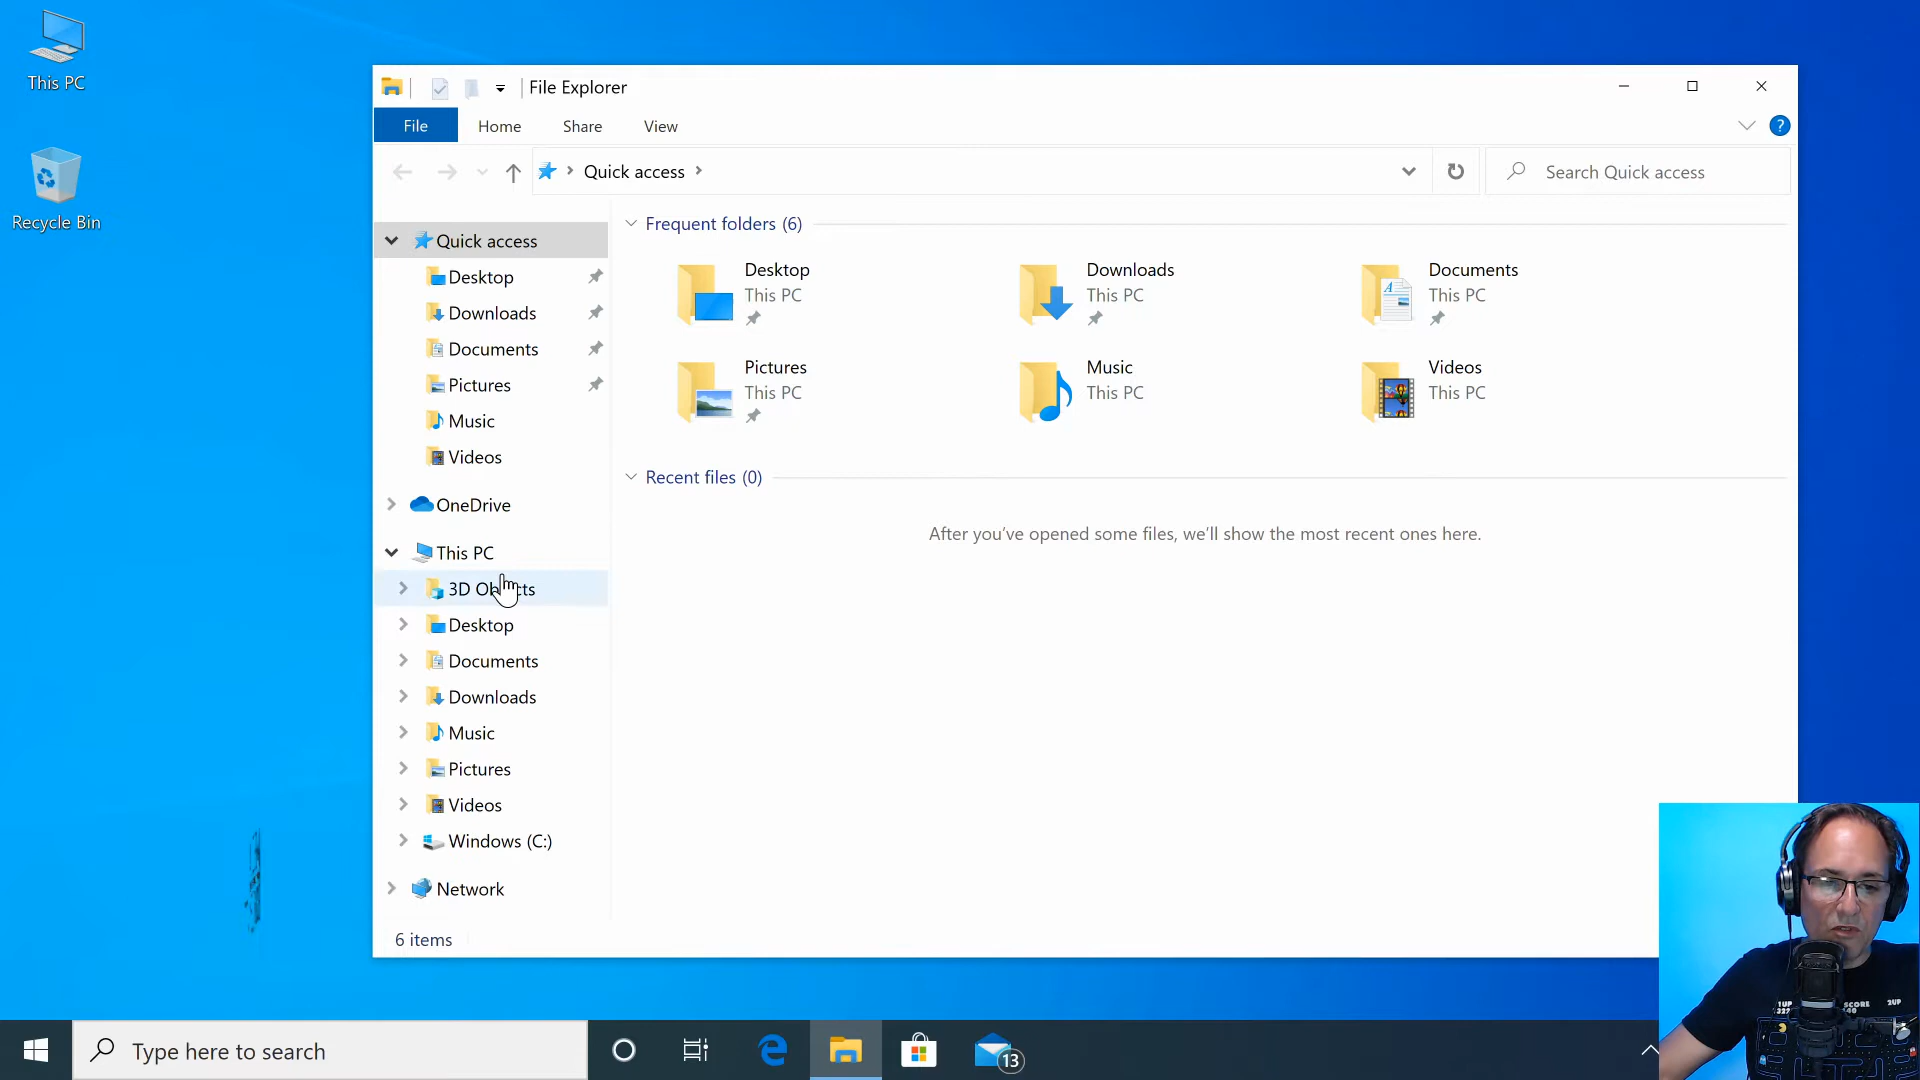 This PC
Recycle Bin
File Explorer
File
Home
Share
View
?
Quick access
Search Quick access
Quick access
Desktop
Downloads
Documents
Pictures
Music
Videos
OneDrive
This PC
3D Objects
Desktop
Documents
Downloads
Music
Pictures
Videos
Windows (C:)
Network
6 items
Frequent folders (6)
Desktop
This PC
Downloads
This PC
Documents
This PC
Pictures
This PC
Music
This PC
Videos
This PC
Recent files (0)
After you've opened some files, we'll show the most recent ones here.
Type here to search
13
1UP
2UP